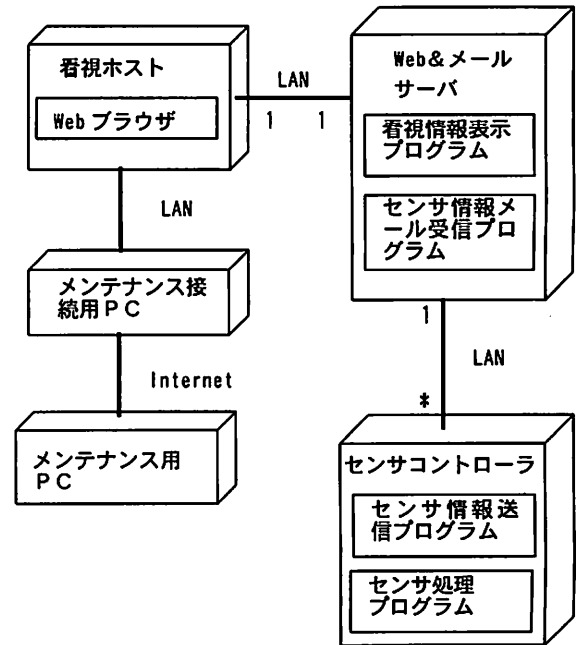 看視ホスト
Web ブラウザ
LAN
1 1
Web&メール
サーバ
看視情報表示
プログラム
センサ情報メ
ール受信プロ
グラム
LAN
メンテナンス接
続用PC
Internet
メンテナンス用
PC
1
LAN
*
センサコントローラ
センサ情報送
信プログラム
センサ処理
プログラム